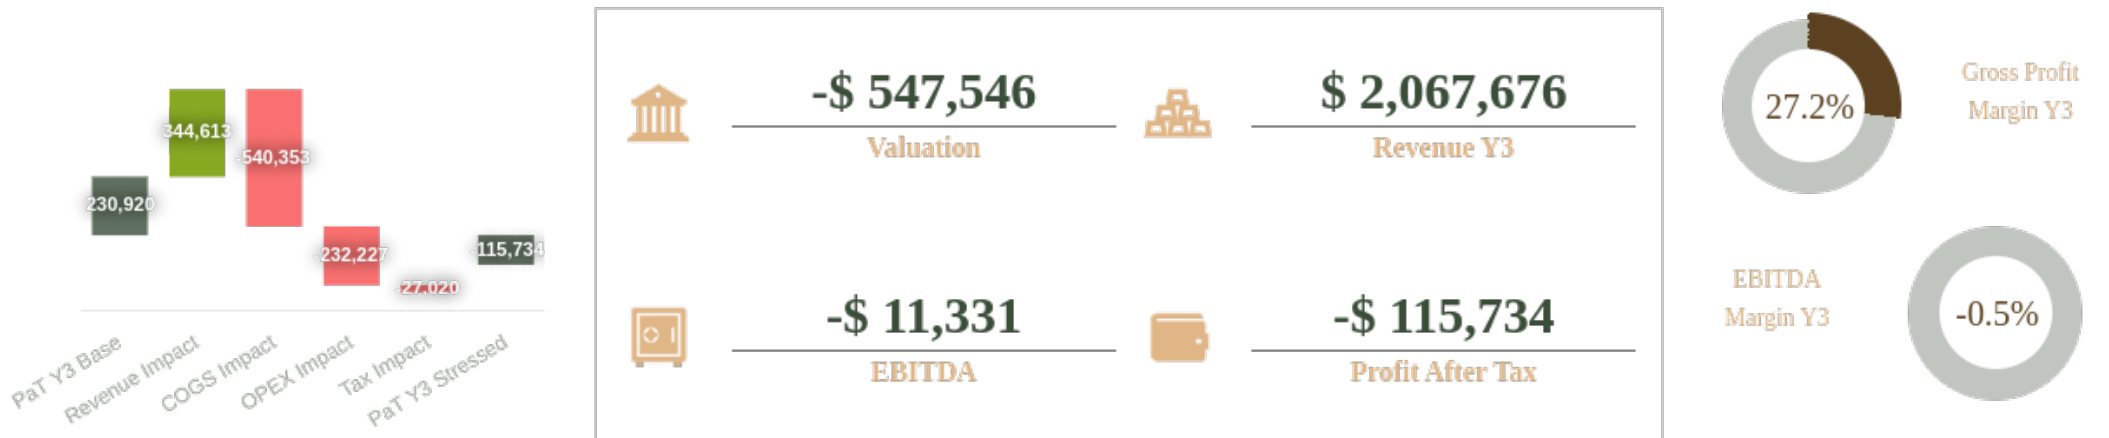 230,920
344,613
-540,353
-232,227
-27,020
-115,734
PaT Y3 Base
Revenue Impact
COGS Impact
OPEX Impact
Tax Impact
PaT Y3 Stressed
-$ 547,546
Valuation
$ 2,067,676
Revenue Y3
-$ 11,331
EBITDA
-$ 115,734
Profit After Tax
27.2%
Gross Profit
Margin Y3
EBITDA
Margin Y3
-0.5%